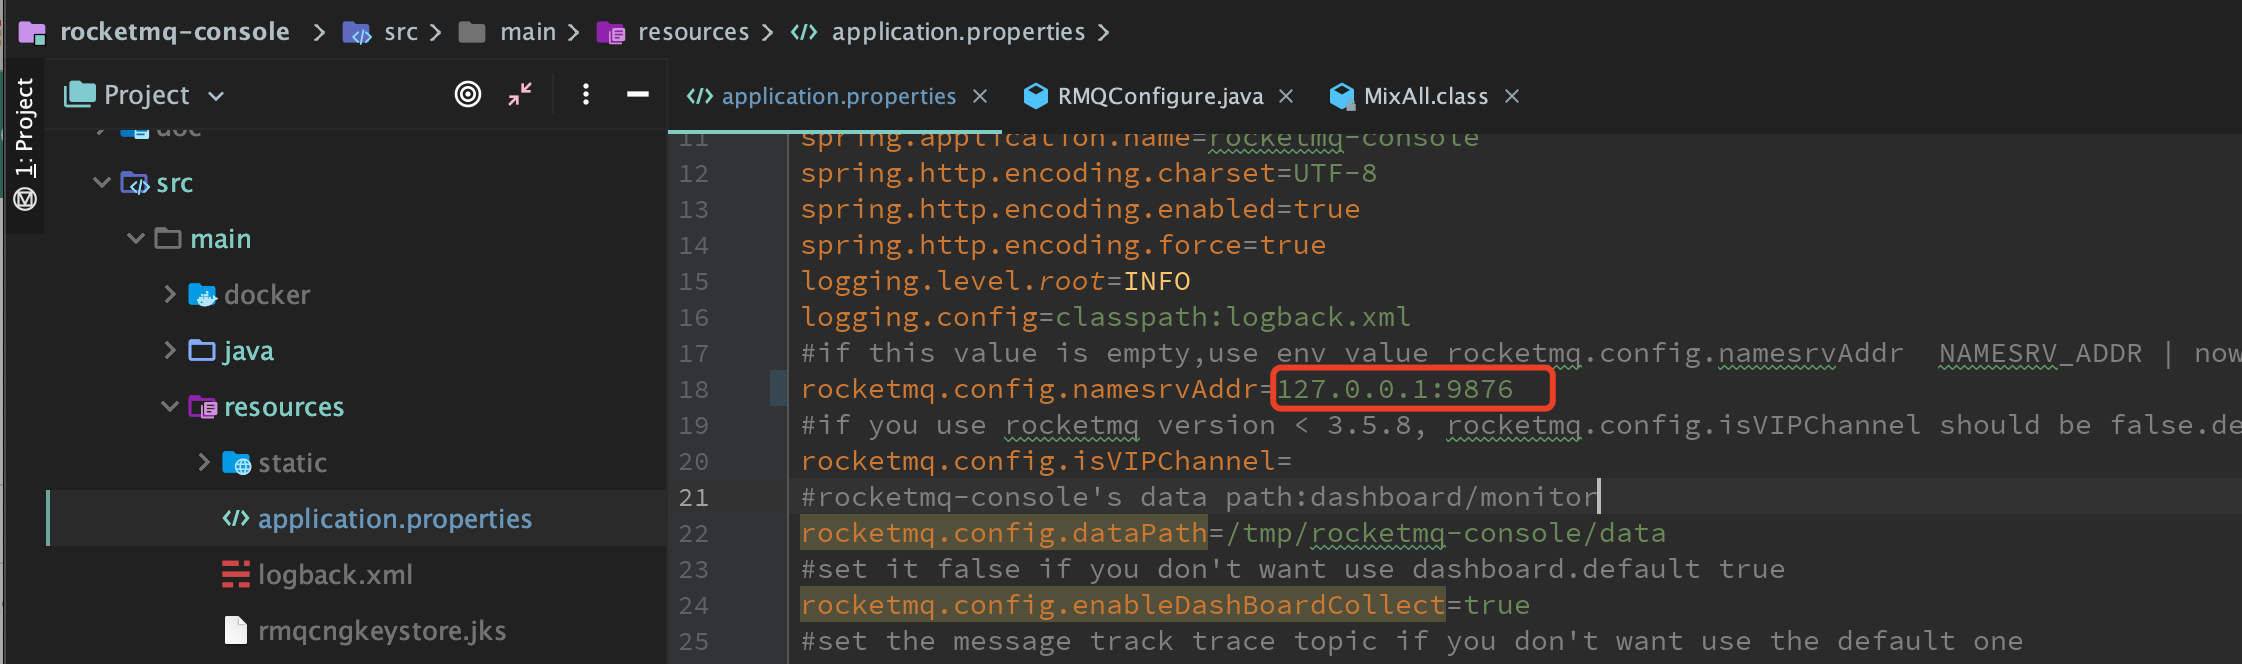 rocketmq-console > src > main > resources > application.properties >
1: Project
Project
doc
src
main
docker
java
resources
static
application.properties
logback.xml
rmqcngkeystore.jks
application.properties × RMQConfigure.java × MixAll.class ×
11 spring.application.name=rocketmq-console
12 spring.http.encoding.charset=UTF-8
13 spring.http.encoding.enabled=true
14 spring.http.encoding.force=true
15 logging.level.root=INFO
16 logging.config=classpath:logback.xml
17 #if this value is empty,use env value rocketmq.config.namesrvAddr  NAMESRV_ADDR | now
18 rocketmq.config.namesrvAddr=127.0.0.1:9876
19 #if you use rocketmq version < 3.5.8, rocketmq.config.isVIPChannel should be false.de
20 rocketmq.config.isVIPChannel=
21 #rocketmq-console's data path:dashboard/monitor
22 rocketmq.config.dataPath=/tmp/rocketmq-console/data
23 #set it false if you don't want use dashboard.default true
24 rocketmq.config.enableDashBoardCollect=true
25 #set the message track trace topic if you don't want use the default one